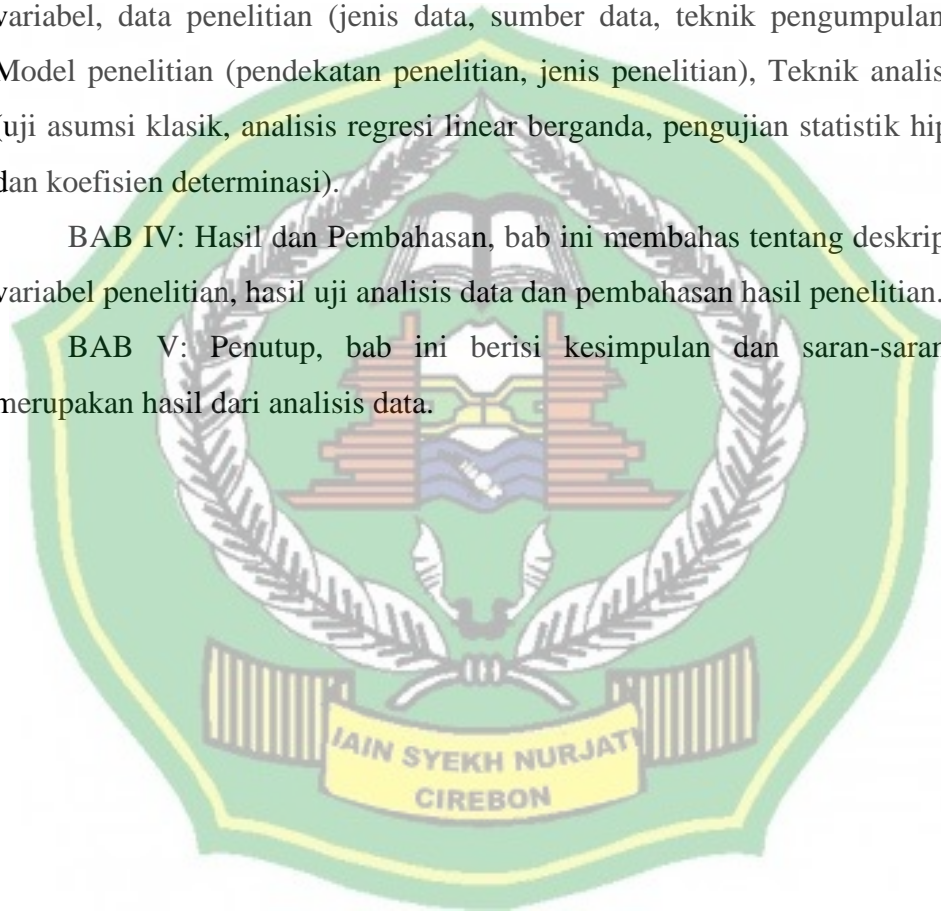 variabel, data penelitian (jenis data, sumber data, teknik pengumpulan
Model penelitian (pendekatan penelitian, jenis penelitian), Teknik analis
(uji asumsi klasik, analisis regresi linear berganda, pengujian statistik hip
dan koefisien determinasi).
BAB IV: Hasil dan Pembahasan, bab ini membahas tentang deskrip
variabel penelitian, hasil uji analisis data dan pembahasan hasil penelitian.
BAB V: Penutup, bab ini berisi kesimpulan dan saran-saran
merupakan hasil dari analisis data.
IAIN SYEKH NURJATI
CIREBON